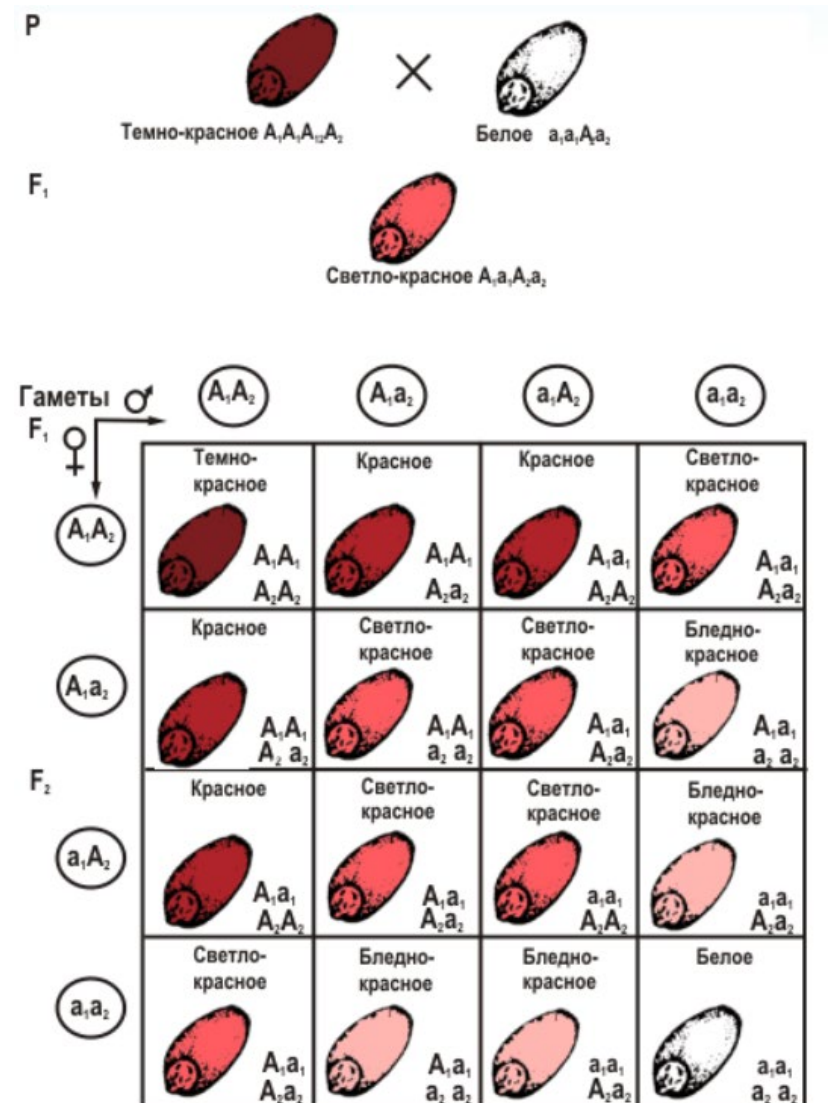 P
Темно-красное A₁A₁A₁₂A₂ Белое a₁a₁A₂a₂
F₁
Светло-красное A₁a₁A₂a₂
Гаметы ♂ A₁A₂ A₁a₂ a₁A₂ a₁a₂
F₁ ♀
Темно- Красное Красное Светло-
красное красное
A₁A₂ A₁A₁ A₁A₁ A₁a₁ A₁a₁
A₂A₂ A₂a₂ A₂A₂ A₂a₂
Красное Светло- Светло- Бледно-
красное красное красное
A₁a₂ A₁A₁ A₁A₁ A₁a₁ A₁a₁
A₂ a₂ a₂ a₂ A₂a₂ a₂ a₂
F₂ Красное Светло- Светло- Бледно-
красное красное красное
a₁A₂ A₁a₁ A₁a₁ a₁a₁ a₁a₁
A₂A₂ A₂a₂ A₂A₂ A₂a₂
Светло- Бледно- Бледно- Белое
красное красное красное
a₁a₂ A₁a₁ A₁a₁ a₁a₁ a₁a₁
A₂a₂ a₂ a₂ A₂a₂ a₂ a₂